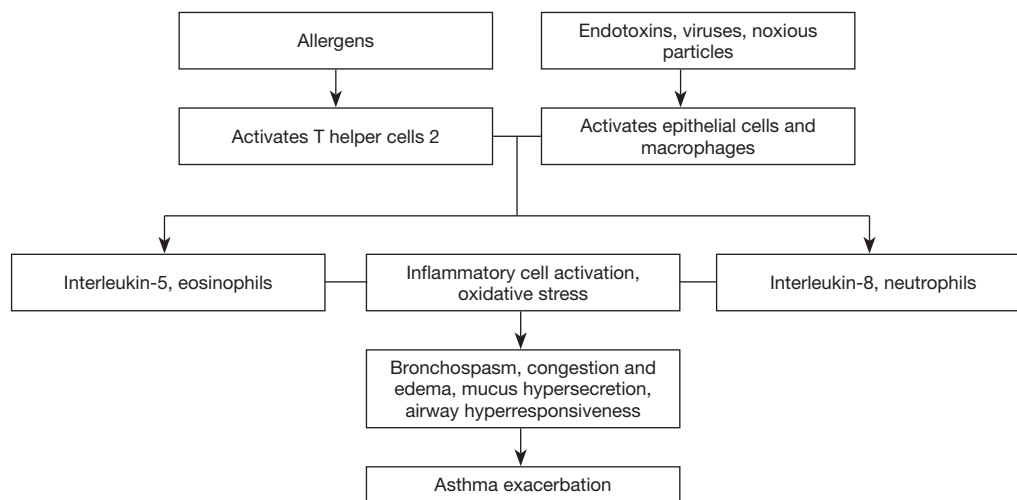 Allergens
Endotoxins, viruses, noxious
particles
Activates T helper cells 2
Activates epithelial cells and
macrophages
Interleukin-5, eosinophils
Inflammatory cell activation,
oxidative stress
Interleukin-8, neutrophils
Bronchospasm, congestion and
edema, mucus hypersecretion,
airway hyperresponsiveness
Asthma exacerbation